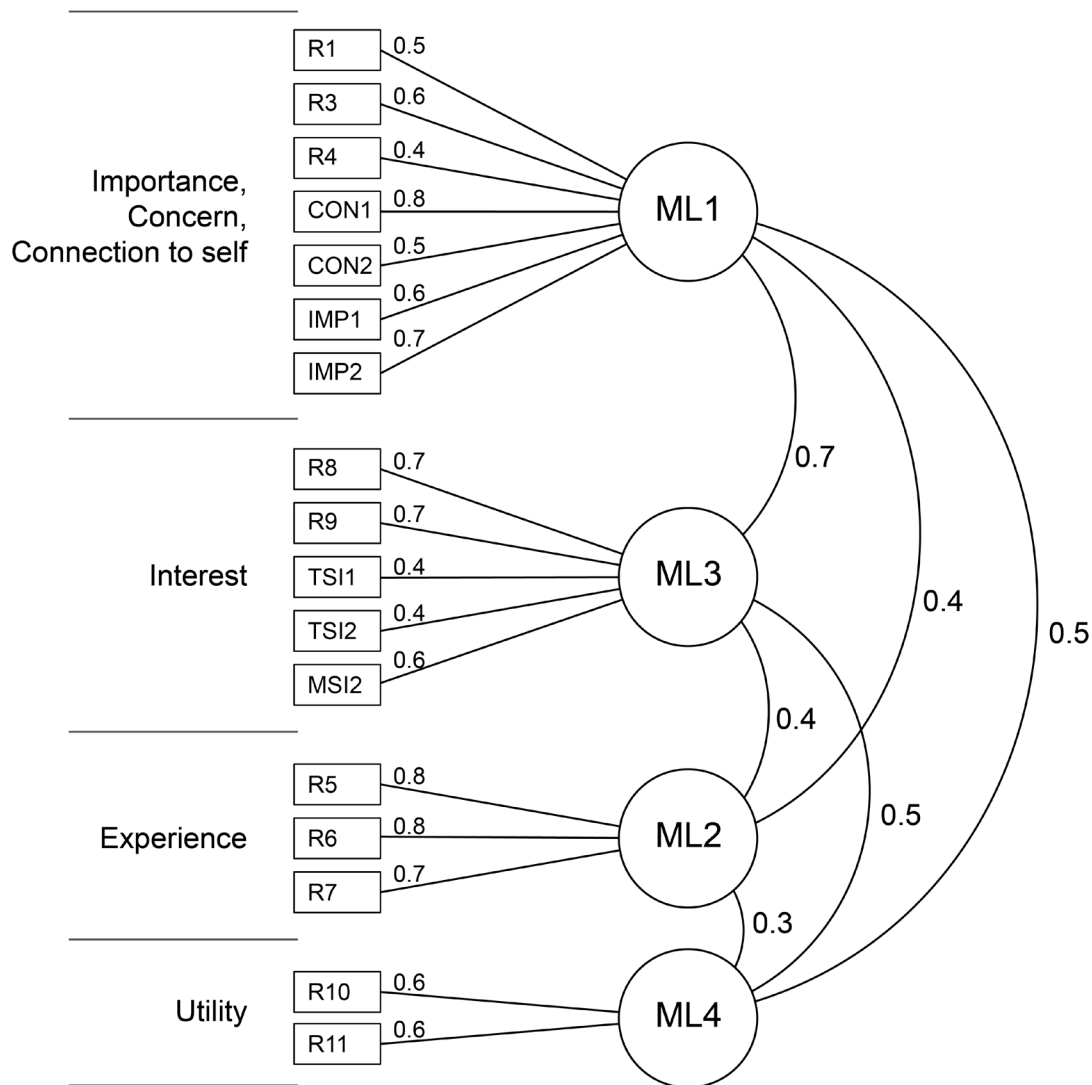 R1 0.5
R3 0.6
R4 0.4
CON1 0.8
CON2 0.5
IMP1 0.6
IMP2 0.7
Importance,
Concern,
Connection to self
ML1
R8 0.7
R9 0.7
TSI1 0.4
TSI2 0.4
MSI2 0.6
Interest
ML3
R5 0.8
R6 0.8
R7 0.7
Experience
ML2
R10 0.6
R11 0.6
Utility
ML4
0.7
0.4
0.5
0.4
0.5
0.3